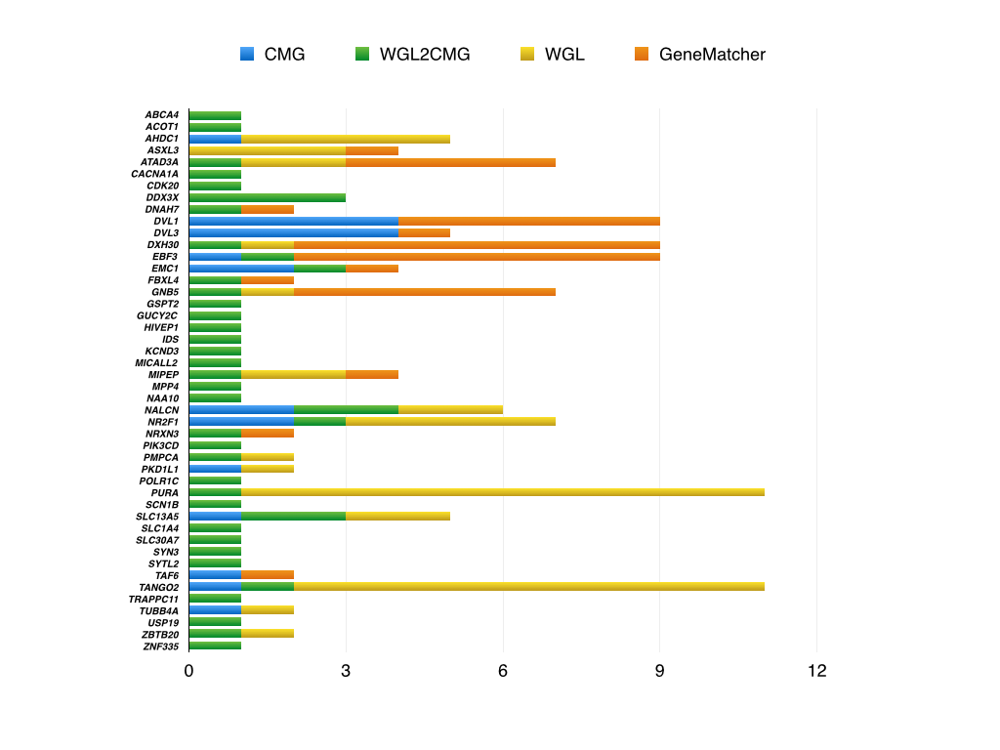 CMG WGL2CMG WGL GeneMatcher
ABCA4
ACOT1
AHDC1
ASXL3
ATAD3A
CACNA1A
CDK20
DDX3X
DNAH7
DVL1
DVL3
DXH30
EBF3
EMC1
FBXL4
GNB5
GSPT2
GUCY2C
HIVEP1
IDS
KCND3
MICALL2
MIPEP
MPP4
NAA10
NALCN
NR2F1
NRXN3
PIK3CD
PMPCA
PKD1L1
POLR1C
PURA
SCN1B
SLC13A5
SLC1A4
SLC30A7
SYN3
SYTL2
TAF6
TANGO2
TRAPPC11
TUBB4A
USP19
ZBTB20
ZNF335
0 3 6 9 12